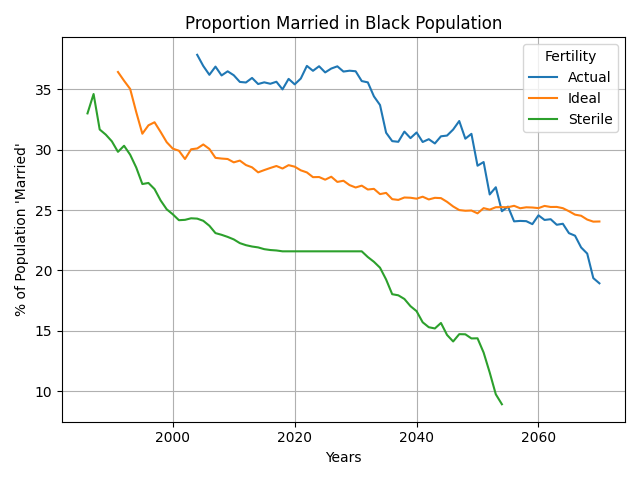 Proportion Married in Black Population
Fertility
Actual
Ideal
Sterile
% of Population 'Married'
35
30
25
20
15
10
2000
2020
2040
2060
Years